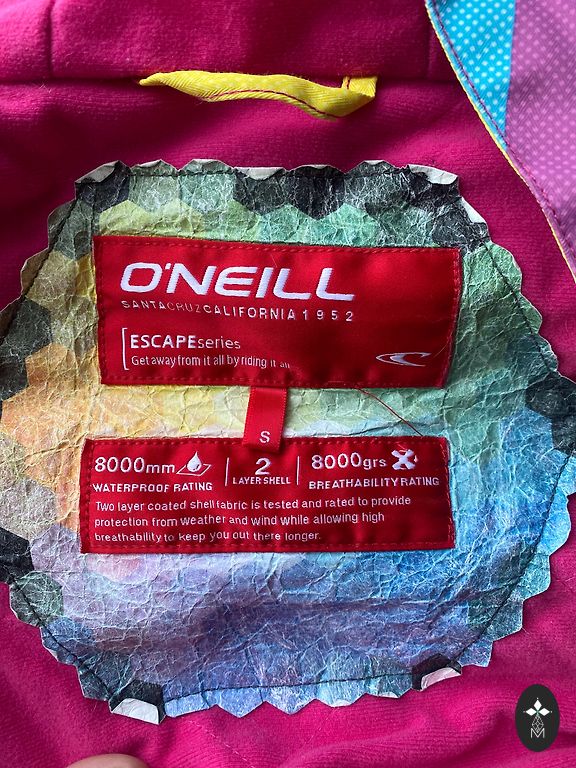 O'NEILL
SANTACRUZCALIFORNIA1952
ESCAPEseries
Get away from it all by riding it all
S
8000mm
WATERPROOF RATING
2
LAYER SHELL
8000grs
BREATHABILITY RATING
Two layer coated shell fabric is tested and rated to provide
protection from weather and wind while allowing high
breathability to keep you out there longer.
M